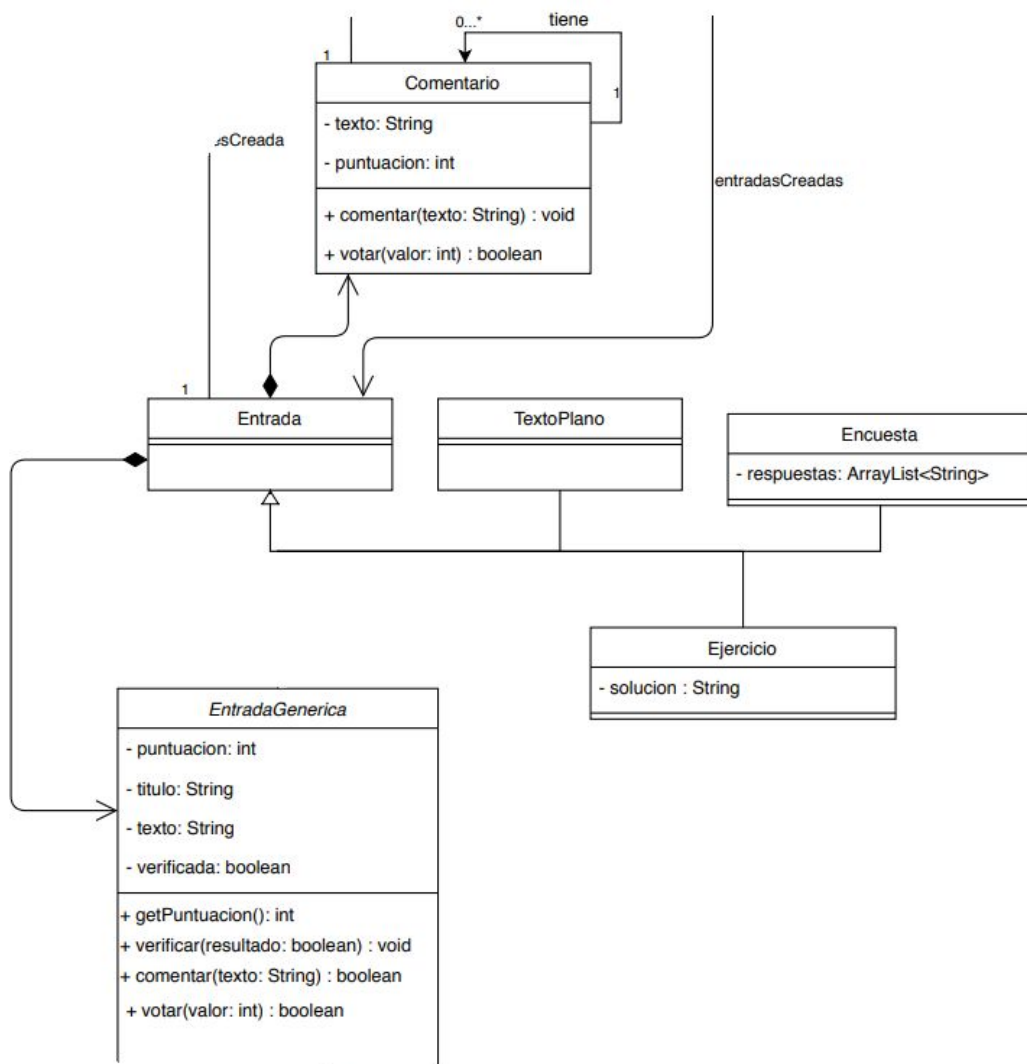 0...*
tiene
1
Comentario
1
- texto: String
- puntuacion: int
entradasCreadas
+ comentar(texto: String) : void
+ votar(valor: int) : boolean
1
Entrada
TextoPlano
Encuesta
- respuestas: ArrayList<String>
Ejercicio
- solucion : String
EntradaGenerica
- puntuacion: int
- titulo: String
- texto: String
- verificada: boolean
+ getPuntuacion(): int
+ verificar(resultado: boolean) : void
+ comentar(texto: String) : boolean
+ votar(valor: int) : boolean